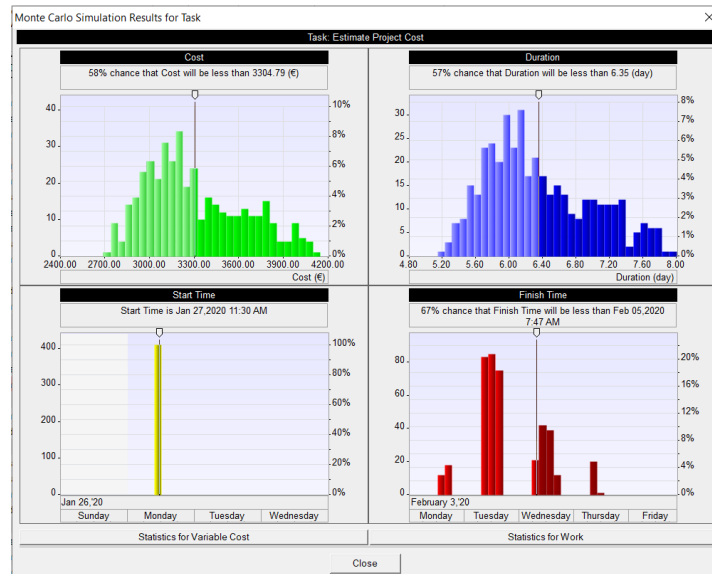 Monte Carlo Simulation Results for Task
Task: Estimate Project Cost
Cost
58% chance that Cost will be less than 3304.79 (€)
40
30
20
10
0
10%
8%
6%
4%
2%
0%
2400.00 2700.00 3000.00 3300.00 3600.00 3900.00 4200.00
Cost (€)
Duration
57% chance that Duration will be less than 6.35 (day)
30
25
20
15
10
5
0
8%
7%
6%
5%
4%
3%
2%
1%
0%
4.80 5.20 5.60 6.00 6.40 6.80 7.20 7.60 8.00
Duration (day)
Start Time
Start Time is Jan 27,2020 11:30 AM
400
300
200
100
0
100%
80%
60%
40%
20%
0%
Jan 26,'20
Sunday Monday Tuesday Wednesday
Finish Time
67% chance that Finish Time will be less than Feb 05,2020
7:47 AM
80
60
40
20
0
20%
16%
12%
8%
4%
0%
February 3,'20
Monday Tuesday Wednesday Thursday Friday
Statistics for Variable Cost
Statistics for Work
Close